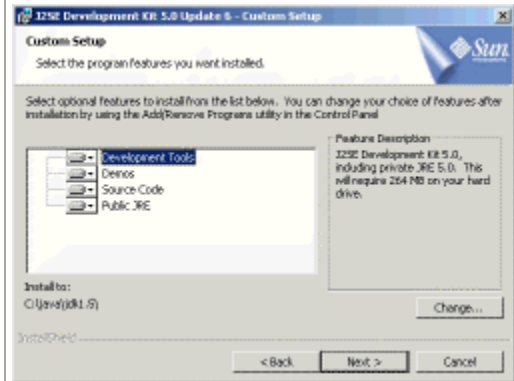 J2SE Development Kit 5.0 Update 6 - Custom Setup
Custom Setup
Select the program features you want installed.
Sun
Select optional features to install from the list below. You can change your choice of features after
installation by using the Add/Remove Programs utility in the Control Panel
Development Tools
Demos
Source Code
Public JRE
Feature Description
J2SE Development Kit 5.0,
including private JRE 5.0. This
will require 264 MB on your hard
drive.
Install to:
C:\java\jdk1.5\
Change...
InstallShield
< Back
Next >
Cancel